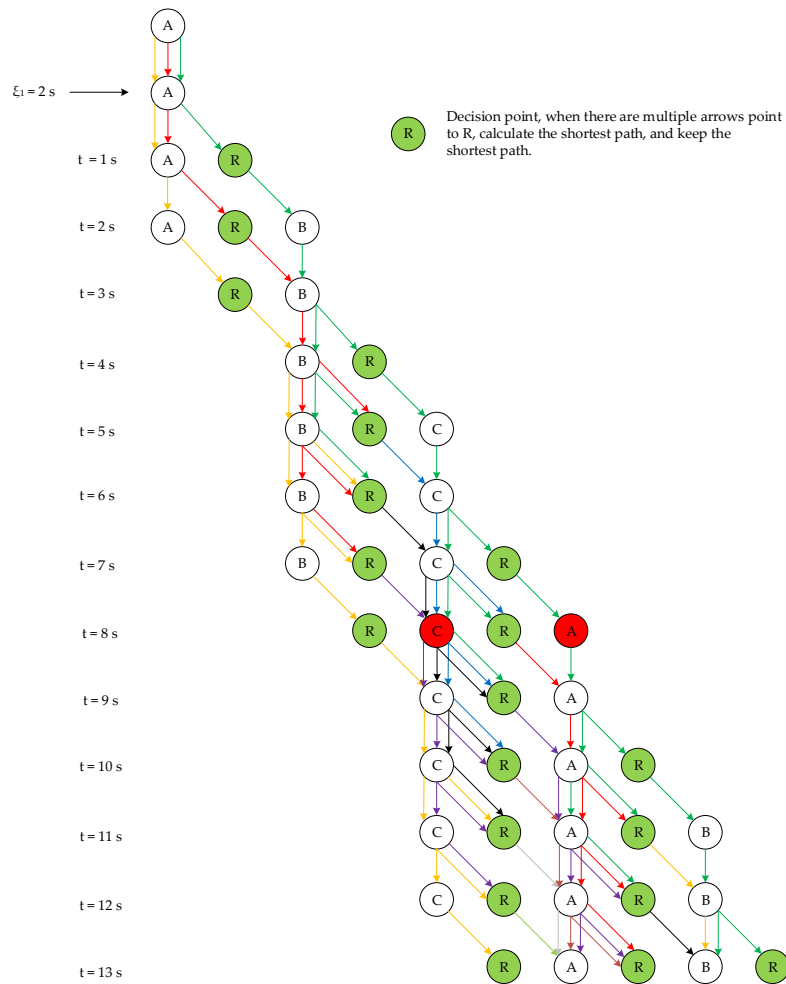 A
ξ₁ = 2 s A
Decision point, when there are multiple arrows point
R to R, calculate the shortest path, and keep the
shortest path.
t = 1 s A R
t = 2 s A R B
t = 3 s R B
t = 4 s B R
t = 5 s B R C
t = 6 s B R C
t = 7 s B R C R
t = 8 s R C R A
t = 9 s C R A
t = 10 s C R A R
t = 11 s C R A R B
t = 12 s C R A R B
t = 13 s R A R B R